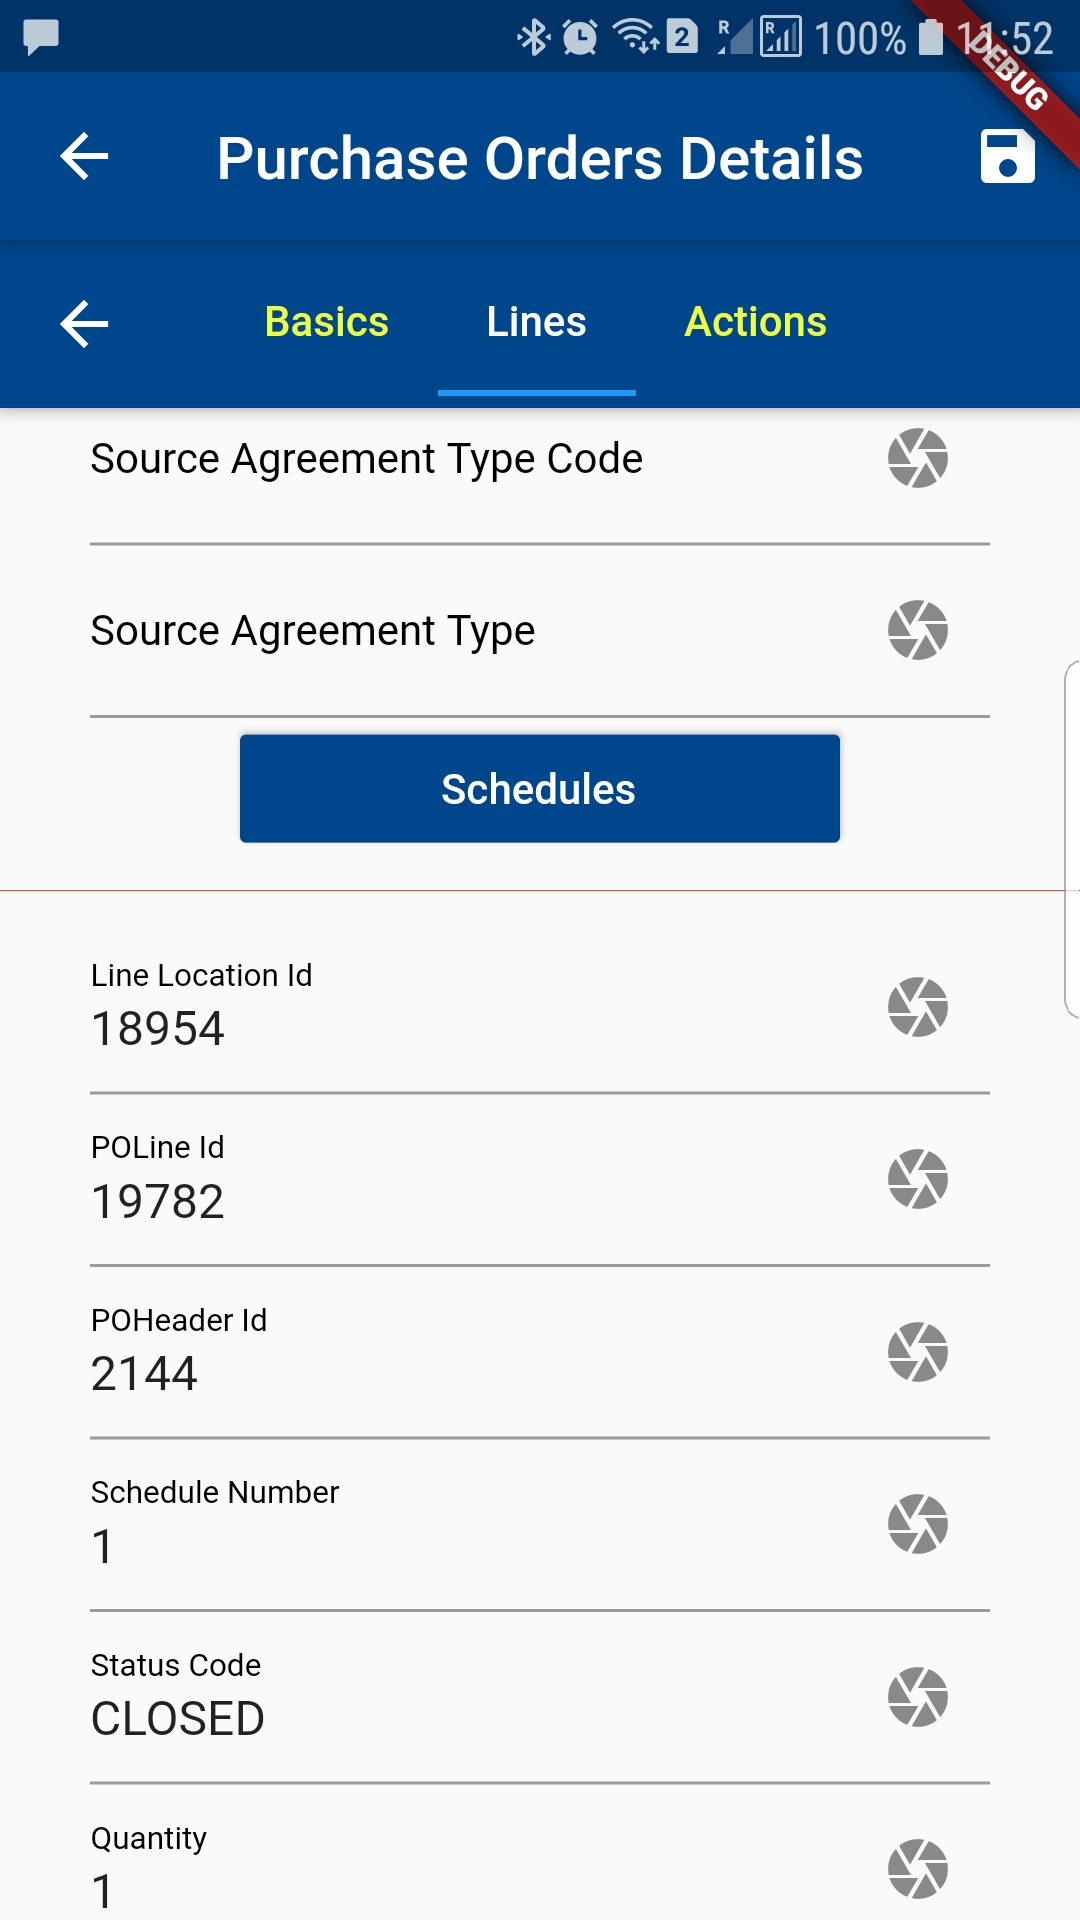 2 R R 100% 11:52
DEBUG
Purchase Orders Details
Basics Lines Actions
Source Agreement Type Code
Source Agreement Type
Schedules
Line Location Id
18954
POLine Id
19782
POHeader Id
2144
Schedule Number
1
Status Code
CLOSED
Quantity
1